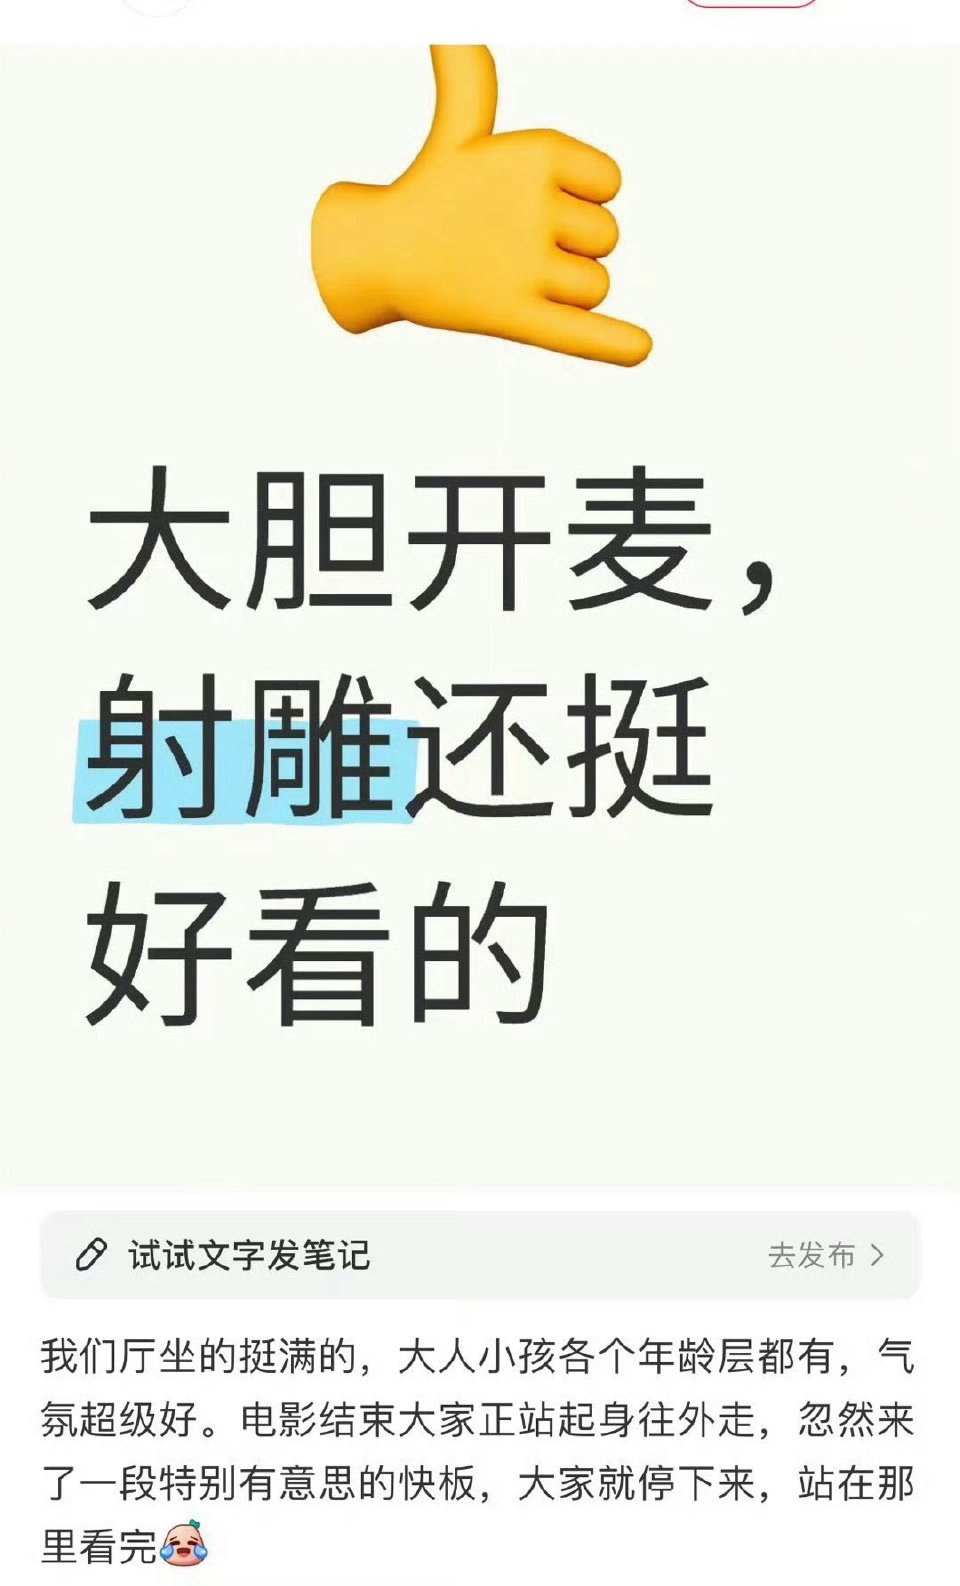 大胆开麦，
射雕还挺
好看的
试试文字发笔记
去发布
我们厅坐的挺满的，大人小孩各个年龄层都有，气
氛超级好。电影结束大家正站起身往外走，忽然来
了一段特别有意思的快板，大家就停下来，站在那
里看完